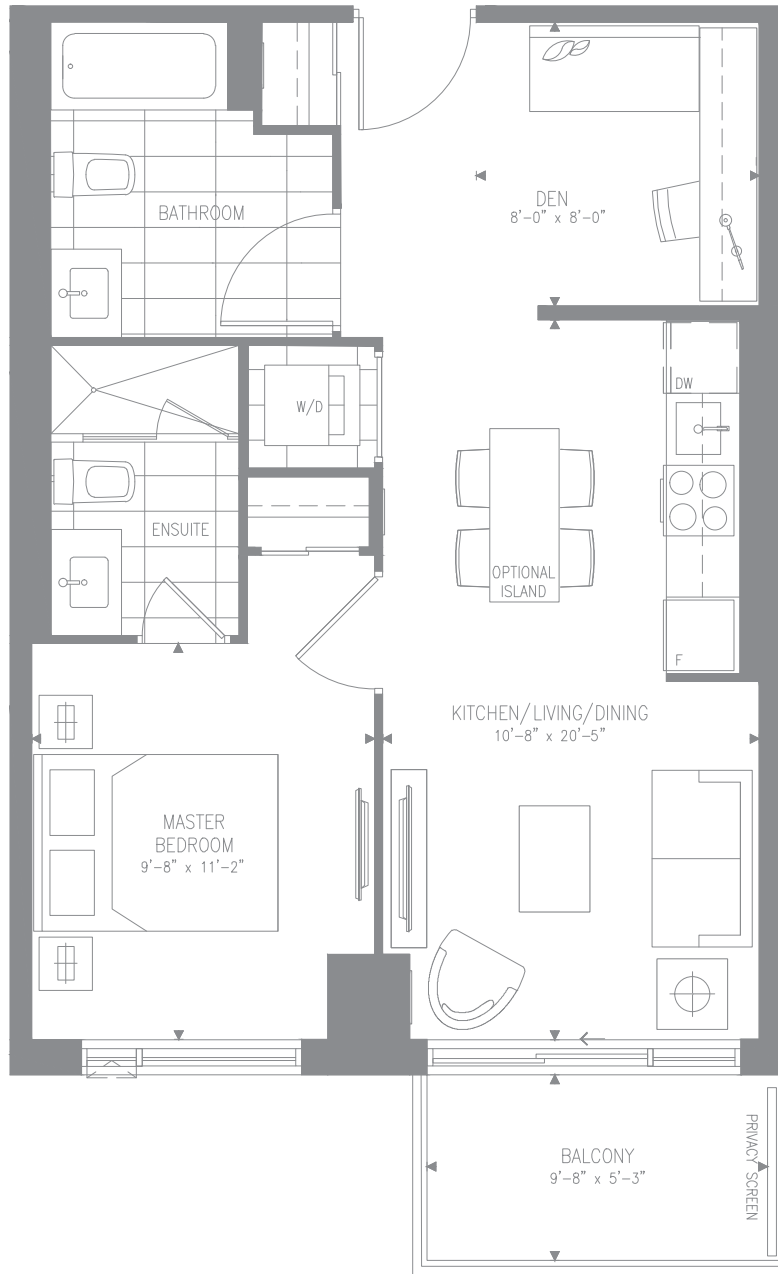 BATHROOM
DEN
8'-0" x 8'-0"
W/D
DW
ENSUITE
OPTIONAL
ISLAND
F
KITCHEN/LIVING/DINING
10'-8" x 20'-5"
MASTER
BEDROOM
9'-8" x 11'-2"
BALCONY
9'-8" x 5'-3"
PRIVACY SCREEN